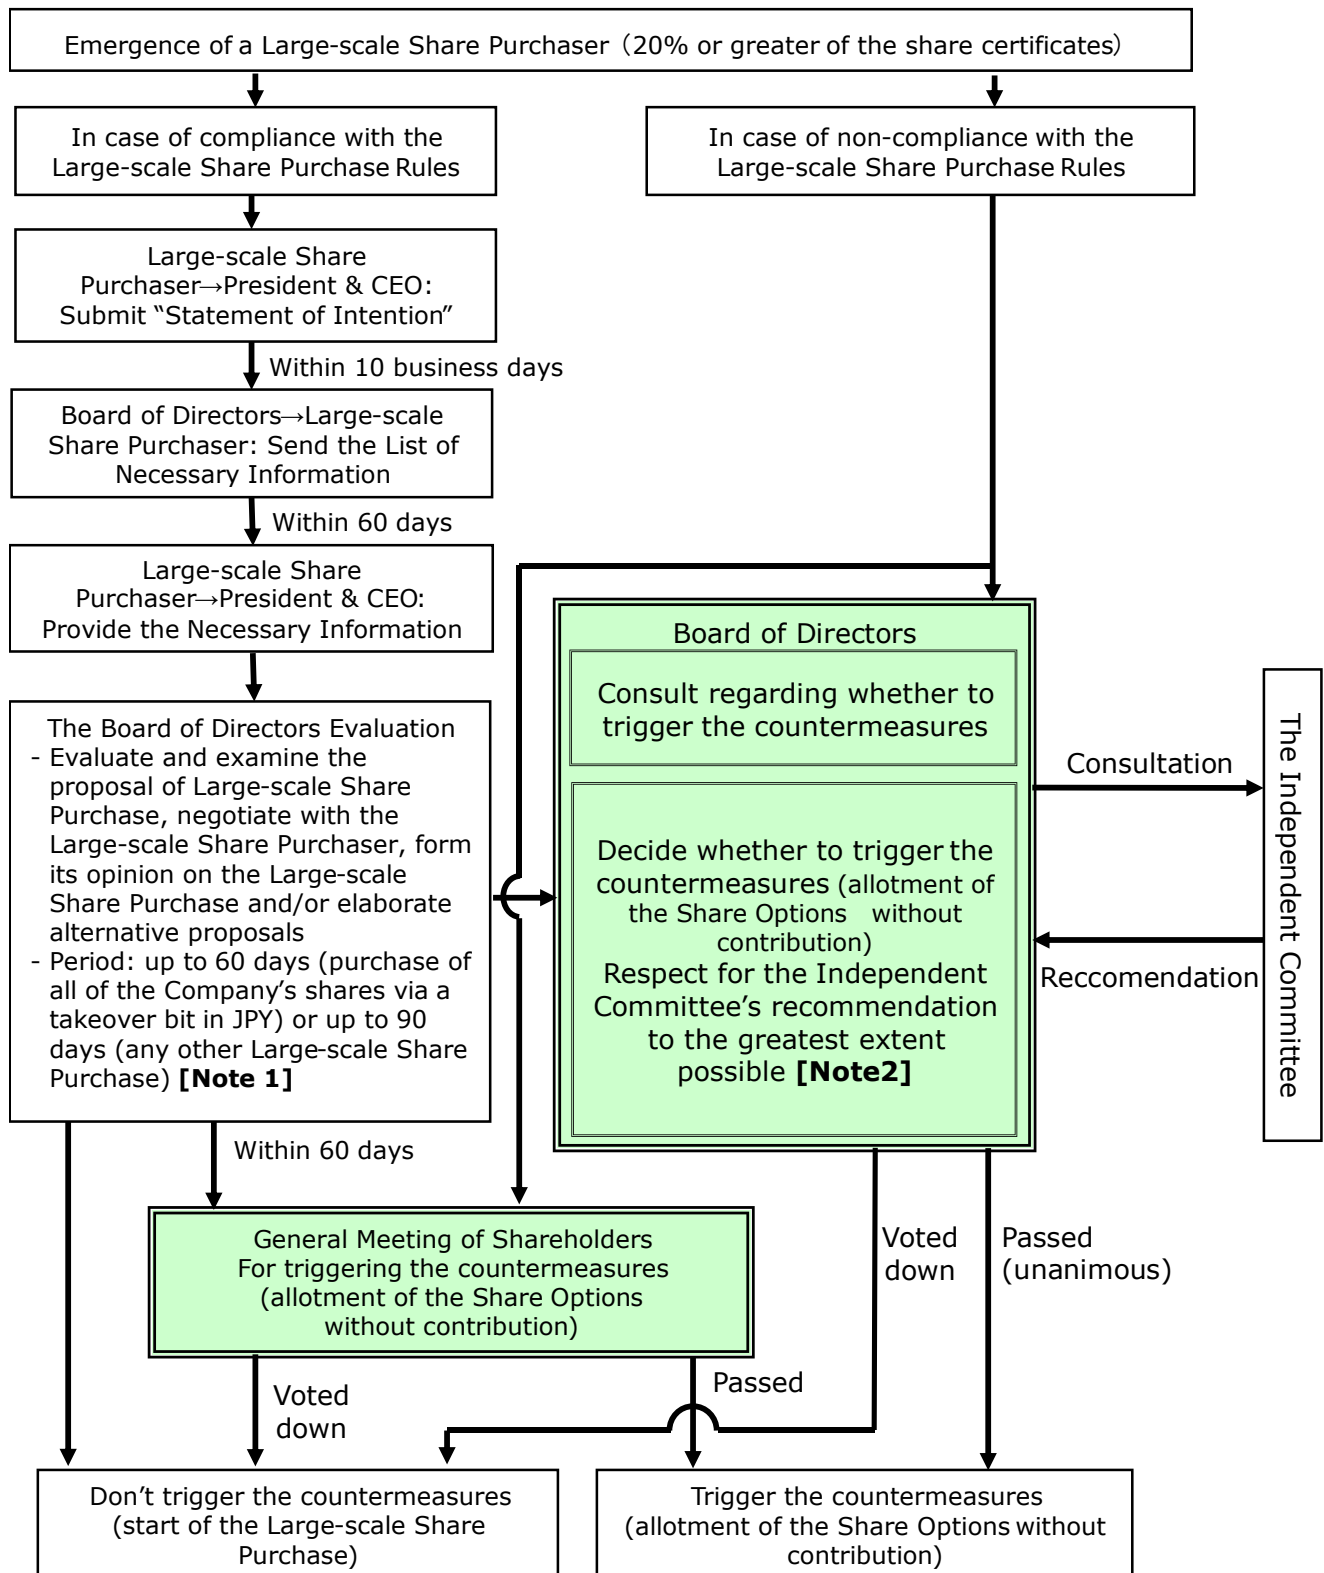 Emergence of a Large-scale Share Purchaser（20% or greater of the share certificates）
In case of compliance with the
Large-scale Share Purchase Rules
In case of non-compliance with the
Large-scale Share Purchase Rules
Large-scale Share
Purchaser→President & CEO:
Submit “Statement of Intention”
Within 10 business days
Board of Directors→Large-scale
Share Purchaser: Send the List of
Necessary Information
Within 60 days
Large-scale Share
Purchaser→President & CEO:
Provide the Necessary Information
The Board of Directors Evaluation
- Evaluate and examine the
proposal of Large-scale Share
Purchase, negotiate with the
Large-scale Share Purchaser, form
its opinion on the Large-scale
Share Purchase and/or elaborate
alternative proposals
- Period: up to 60 days (purchase of
all of the Company’s shares via a
takeover bit in JPY) or up to 90
days (any other Large-scale Share
Purchase) [Note 1]
Board of Directors
Consult regarding whether to
trigger the countermeasures
Decide whether to trigger the
countermeasures (allotment of
the Share Options without
contribution)
Respect for the Independent
Committee’s recommendation
to the greatest extent
possible [Note2]
Consultation
Reccomendation
The Independent Committee
Within 60 days
General Meeting of Shareholders
For triggering the countermeasures
(allotment of the Share Options
without contribution)
Voted
down
Passed
(unanimous)
Voted
down
Passed
Don’t trigger the countermeasures
(start of the Large-scale Share
Purchase)
Trigger the countermeasures
(allotment of the Share Options without
contribution)